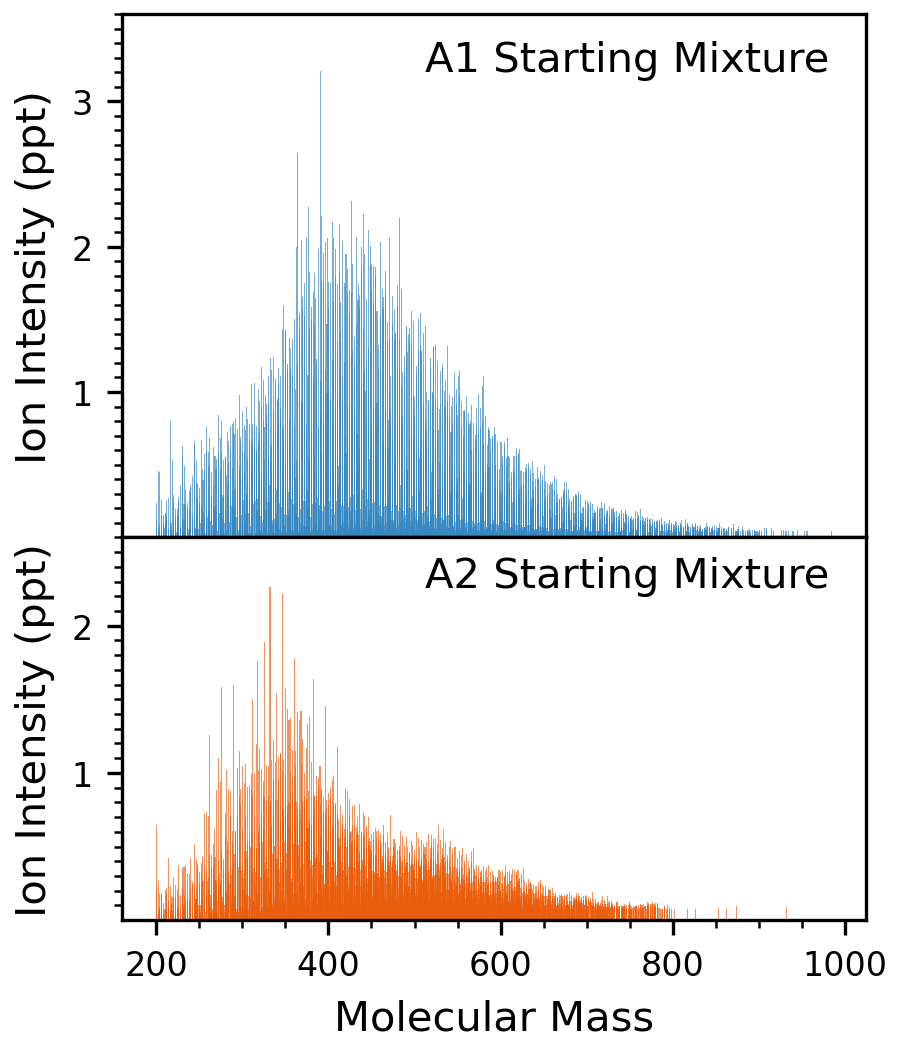 A1 Starting Mixture
Ion Intensity (ppt)
3
2
1
A2 Starting Mixture
Ion Intensity (ppt)
2
1
200 400 600 800 1000
Molecular Mass